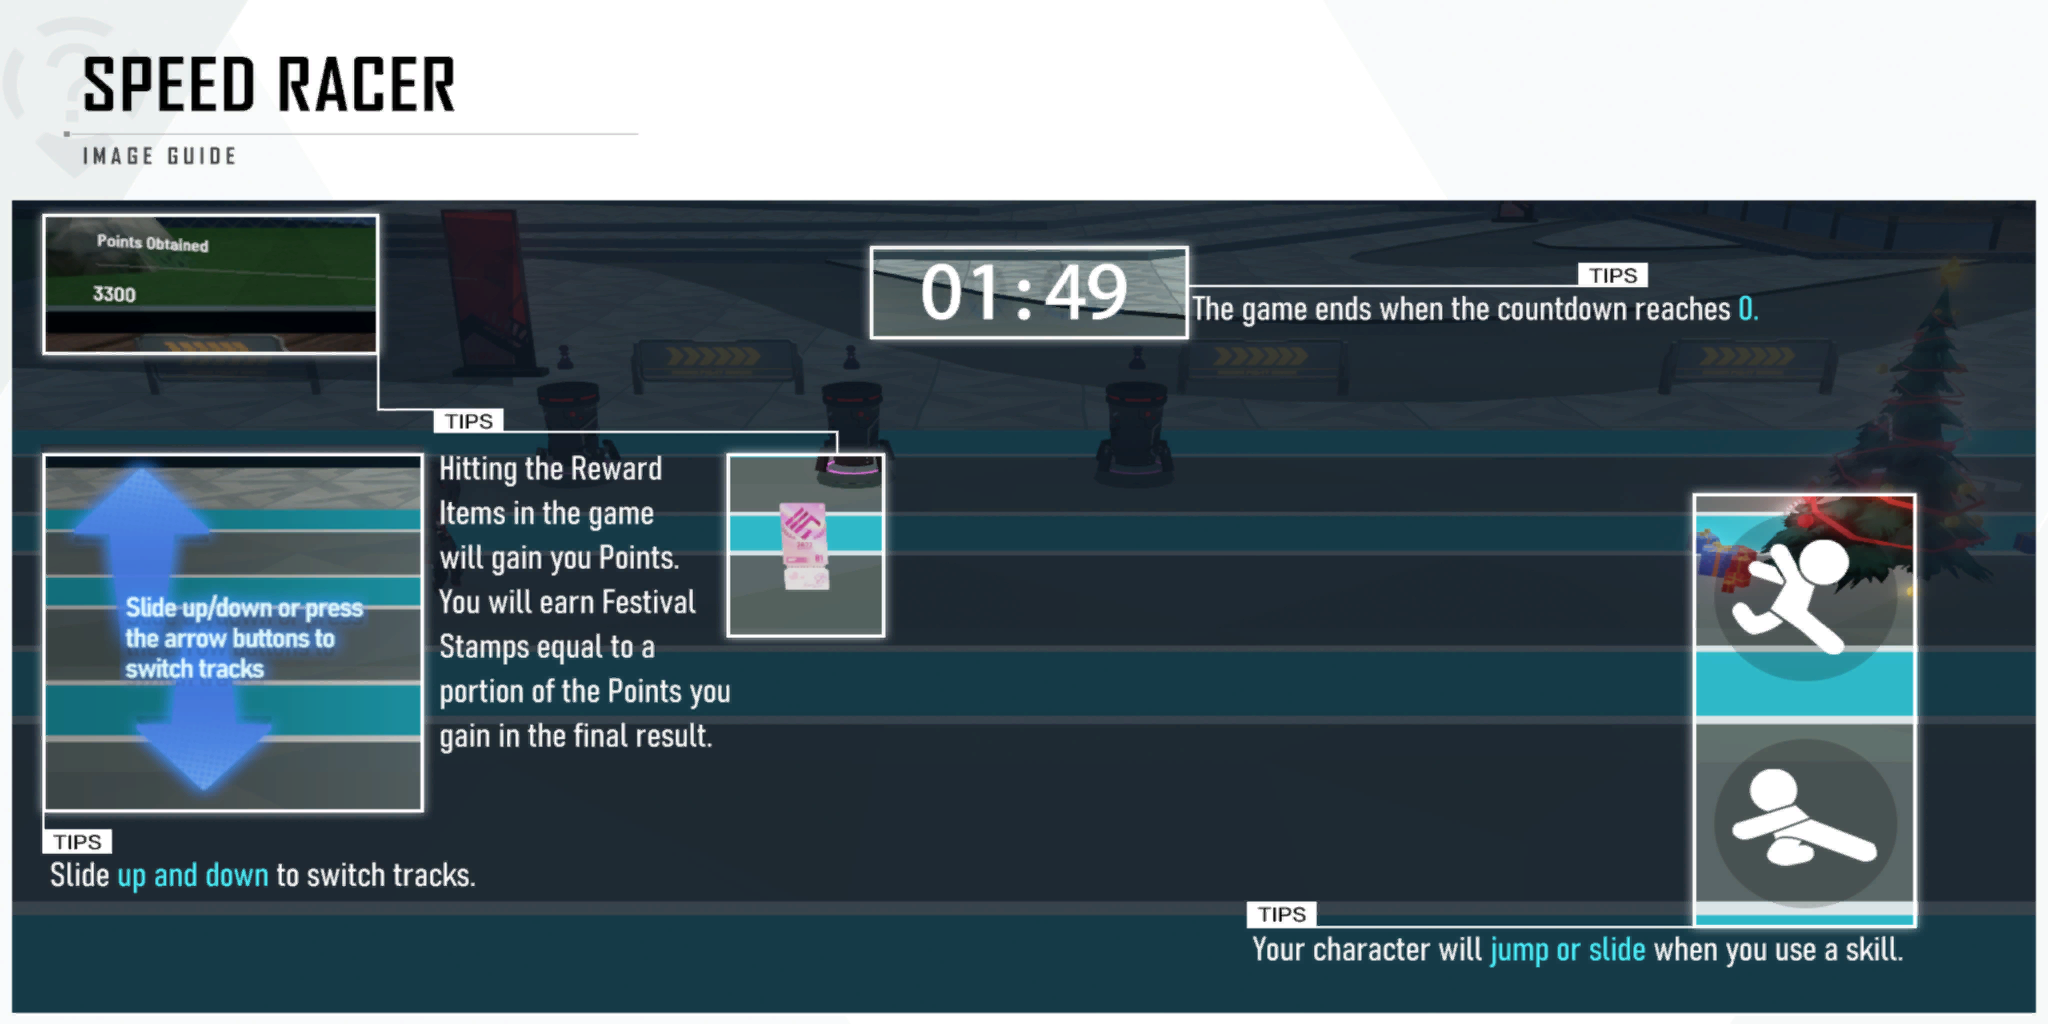 SPEED RACER
IMAGE GUIDE
Points Obtained
3300
01:49
TIPS
The game ends when the countdown reaches 0.
TIPS
Hitting the Reward
Items in the game
will gain you Points.
You will earn Festival
Stamps equal to a
portion of the Points you
gain in the final result.
Slide up/down or press
the arrow buttons to
switch tracks
TIPS
Slide up and down to switch tracks.
TIPS
Your character will jump or slide when you use a skill.